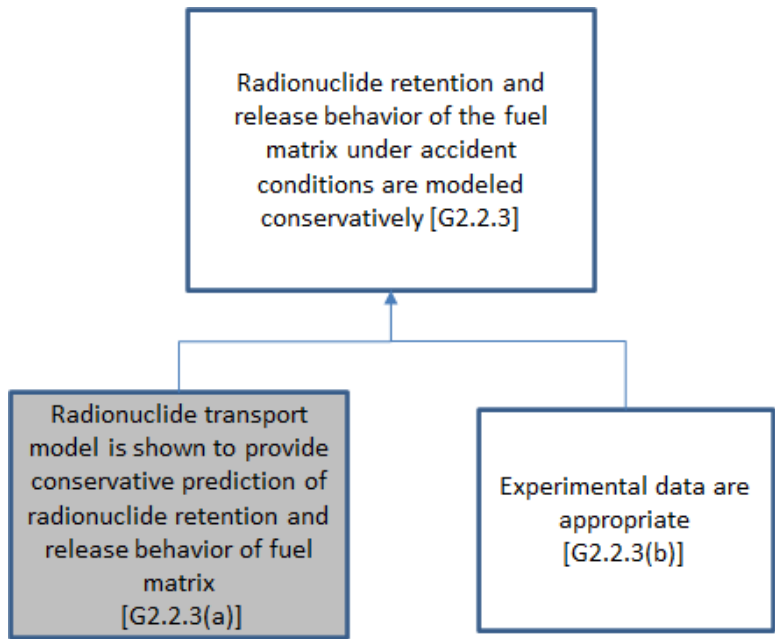 Radionuclide retention and
release behavior of the fuel
matrix under accident
conditions are modeled
conservatively [G2.2.3]
Radionuclide transport
model is shown to provide
conservative prediction of
radionuclide retention and
release behavior of fuel
matrix
[G2.2.3(a)]
Experimental data are
appropriate
[G2.2.3(b)]